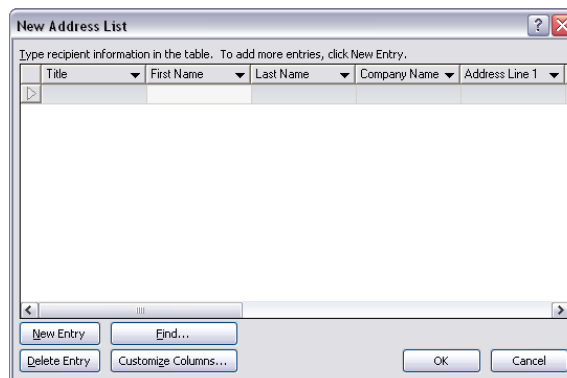 New Address List
Type recipient information in the table. To add more entries, click New Entry.
Title First Name Last Name Company Name Address Line 1
New Entry Find...
Delete Entry Customize Columns... OK Cancel